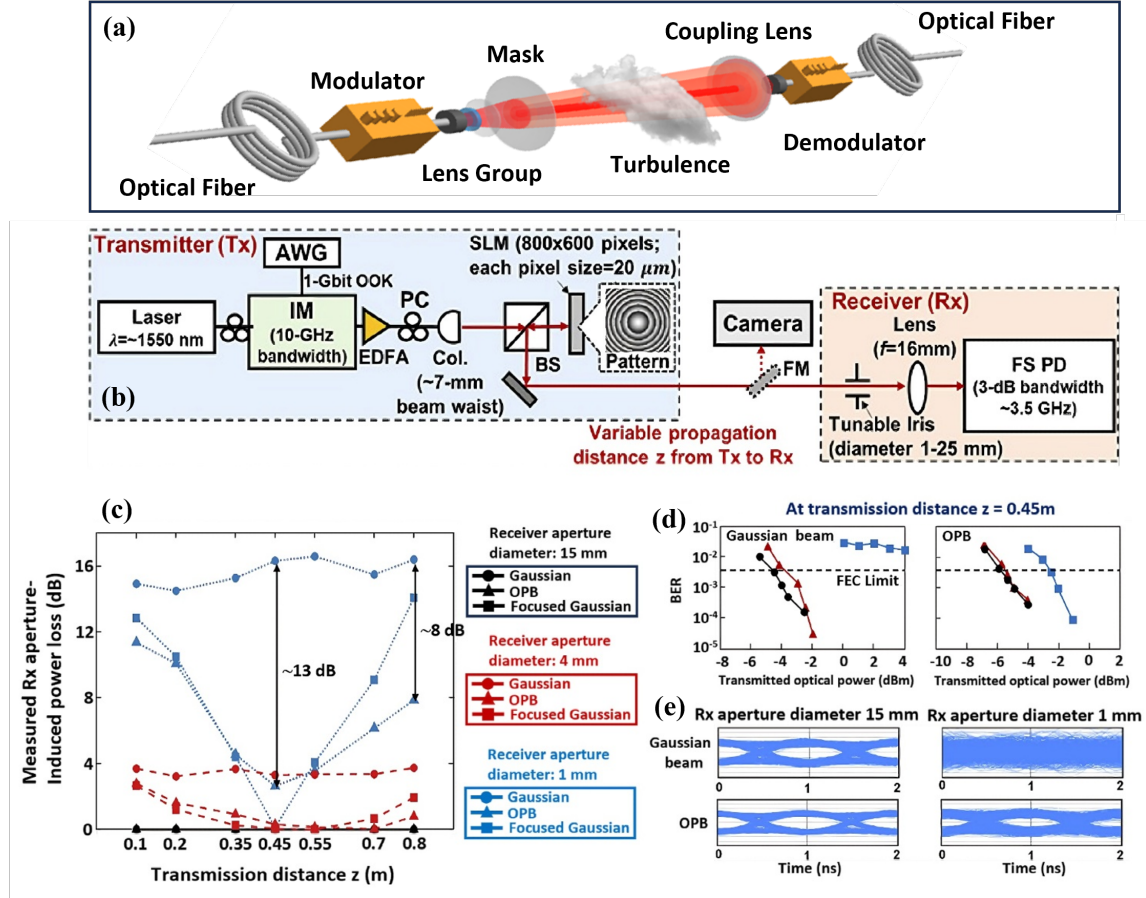 (a)
Optical Fiber
Modulator
Lens Group
Mask
Turbulence
Coupling Lens
Demodulator
Optical Fiber
(b)
Transmitter (Tx)
AWG
1-Gbit OOK
Laser
λ=~1550 nm
IM
(10-GHz
bandwidth)
EDFA
PC
Col.
(~7-mm
beam waist)
BS
SLM (800x600 pixels;
each pixel size=20 μm)
Pattern
Camera
FM
Variable propagation
distance z from Tx to Rx
Receiver (Rx)
Lens
(f=16mm)
Tunable Iris
(diameter 1-25 mm)
FS PD
(3-dB bandwidth
~3.5 GHz)
(c)
Measured Rx aperture-
Induced power loss (dB)
16
12
8
4
0
0.1
0.2
0.35
0.45
0.55
0.7
0.8
Transmission distance z (m)
~13 dB
~8 dB
Receiver aperture
diameter: 15 mm
Gaussian
OPB
Focused Gaussian
Receiver aperture
diameter: 4 mm
Gaussian
OPB
Focused Gaussian
Receiver aperture
diameter: 1 mm
Gaussian
OPB
Focused Gaussian
(d)
At transmission distance z = 0.45m
BER
10-1
10-2
10-3
10-4
10-5
Gaussian beam
FEC Limit
-8 -6 -4 -2 0 2 4
Transmitted optical power (dBm)
OPB
-10 -8 -6 -4 -2 0 2
Transmitted optical power (dBm)
(e)
Rx aperture diameter 15 mm
Rx aperture diameter 1 mm
Gaussian
beam
0 1 2
0 1 2
OPB
0 1 2
0 1 2
Time (ns)
Time (ns)